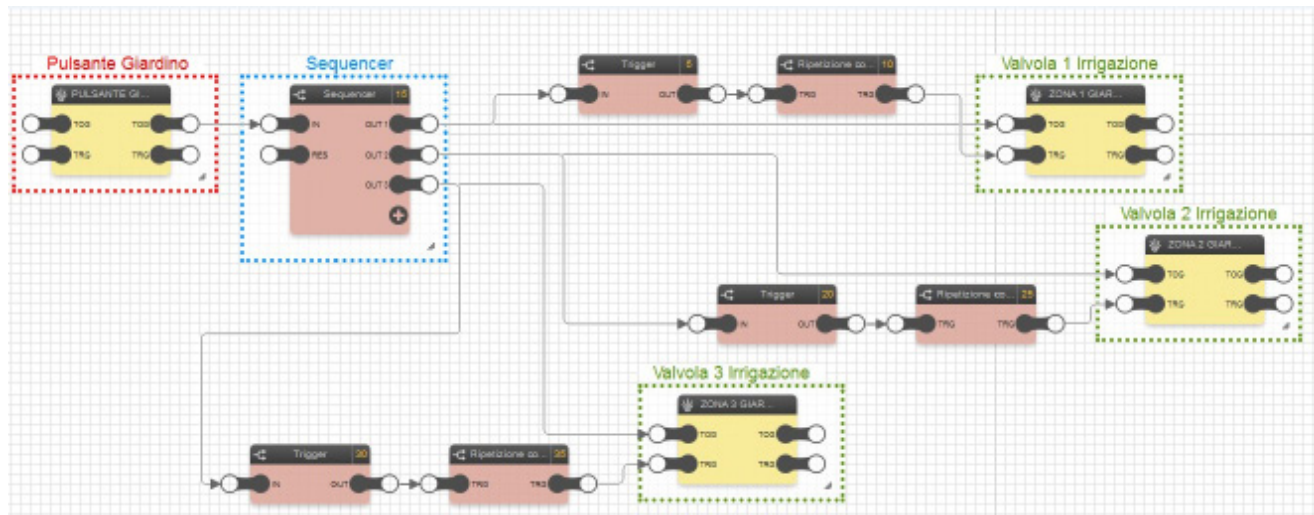 Pulsante Giardino
PULSANTE GI...
TOG TOG
TRG TRG
Sequencer
Sequencer 15
IN OUT 1
RES OUT 2
OUT 3
Trigger 5
IN OUT
Ripetizione co... 10
TRG TRG
Valvola 1 Irrigazione
ZONA 1 GIAR...
TOG TOG
TRG TRG
Valvola 2 Irrigazione
ZONA 2 GIAR...
TOG TOG
TRG TRG
Trigger 20
IN OUT
Ripetizione co... 25
TRG TRG
Valvola 3 Irrigazione
ZONA 3 GIAR...
TOG TOG
TRG TRG
Trigger 30
IN OUT
Ripetizione co... 35
TRG TRG